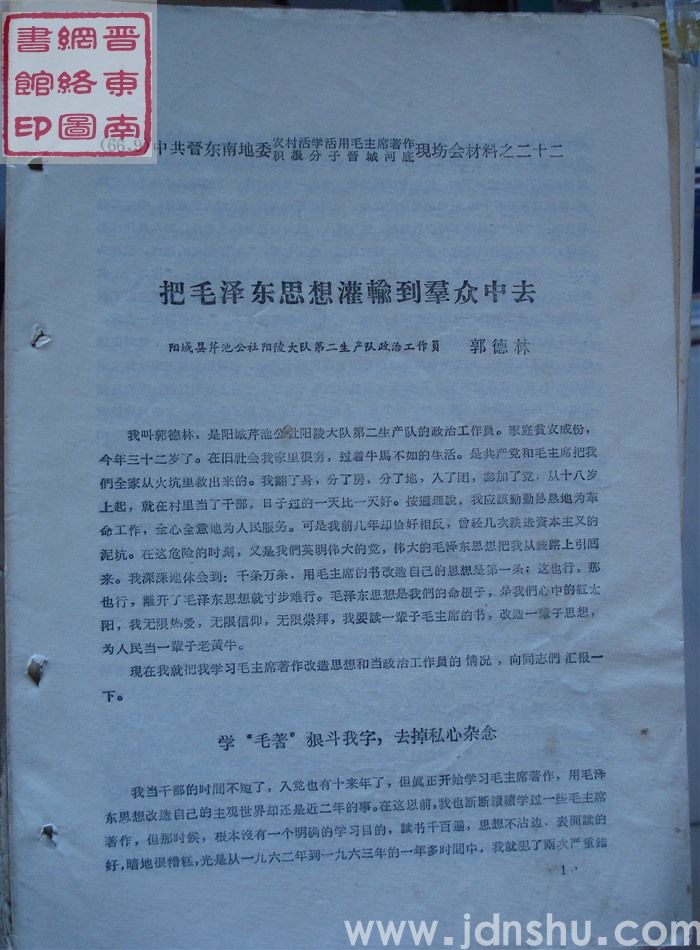 晋东南
網絡圖
書館印
(66.9)中共晉东南地委农村活学活用毛主席著作积极分子晉城河底現場会材料之二十二
把毛泽东思想灌輸到羣众中去
阳城县芹池公社阳陵大队第二生产队政治工作員 郭德林
我叫郭德林，是阳城芹池公社阳陵大队第二生产队的政治工作員。家庭貧农成份，
今年三十二岁了。在旧社会我家里很穷，过着牛馬不如的生活。是共产党和毛主席把我
們全家从火坑里救出来的。我翻了身，分了房，分了地，入了团，参加了党，从十八岁
上起，就在村里当了干部，日子过的一天比一天好。按道理說，我应該勤勤恳恳地为革
命工作，全心全意地为人民服务。可是我前几年却恰好相反，曾經几次跳进資本主义的
泥坑。在这危险的时刻，又是我們英明伟大的党，伟大的毛泽东思想把我从歧路上引囘
来。我深深地体会到：千条万条，用毛主席的书改造自己的思想是第一条；这也行，那
也行，離开了毛泽东思想就寸步难行。毛泽东思想是我們的命根子，是我們心中的紅太
阳，我无限热爱，无限信仰，无限崇拜，我要讀一輩子毛主席的书，改造一輩子思想，
为人民当一輩子老黃牛。
現在我就把我学习毛主席著作改造思想和当政治工作員的情况，向同志們汇报一
下。
学“毛著”狠斗我字，去掉私心杂念
我当干部的时間不短了，入党也有十来年了，但眞正开始学习毛主席著作，用毛泽
东思想改造自己的主观世界却还是近二年的事。在这以前，我也断断續續学过一些毛主席
著作，但那时候，根本沒有一个明确的学习目的，讀书千百遍，思想不沾边，表面讀的
好，暗地很糟糕，光是从一九六二年到一九六三年的一年多时間中，我就犯了兩次严重錯
1
www.jdnshu.com